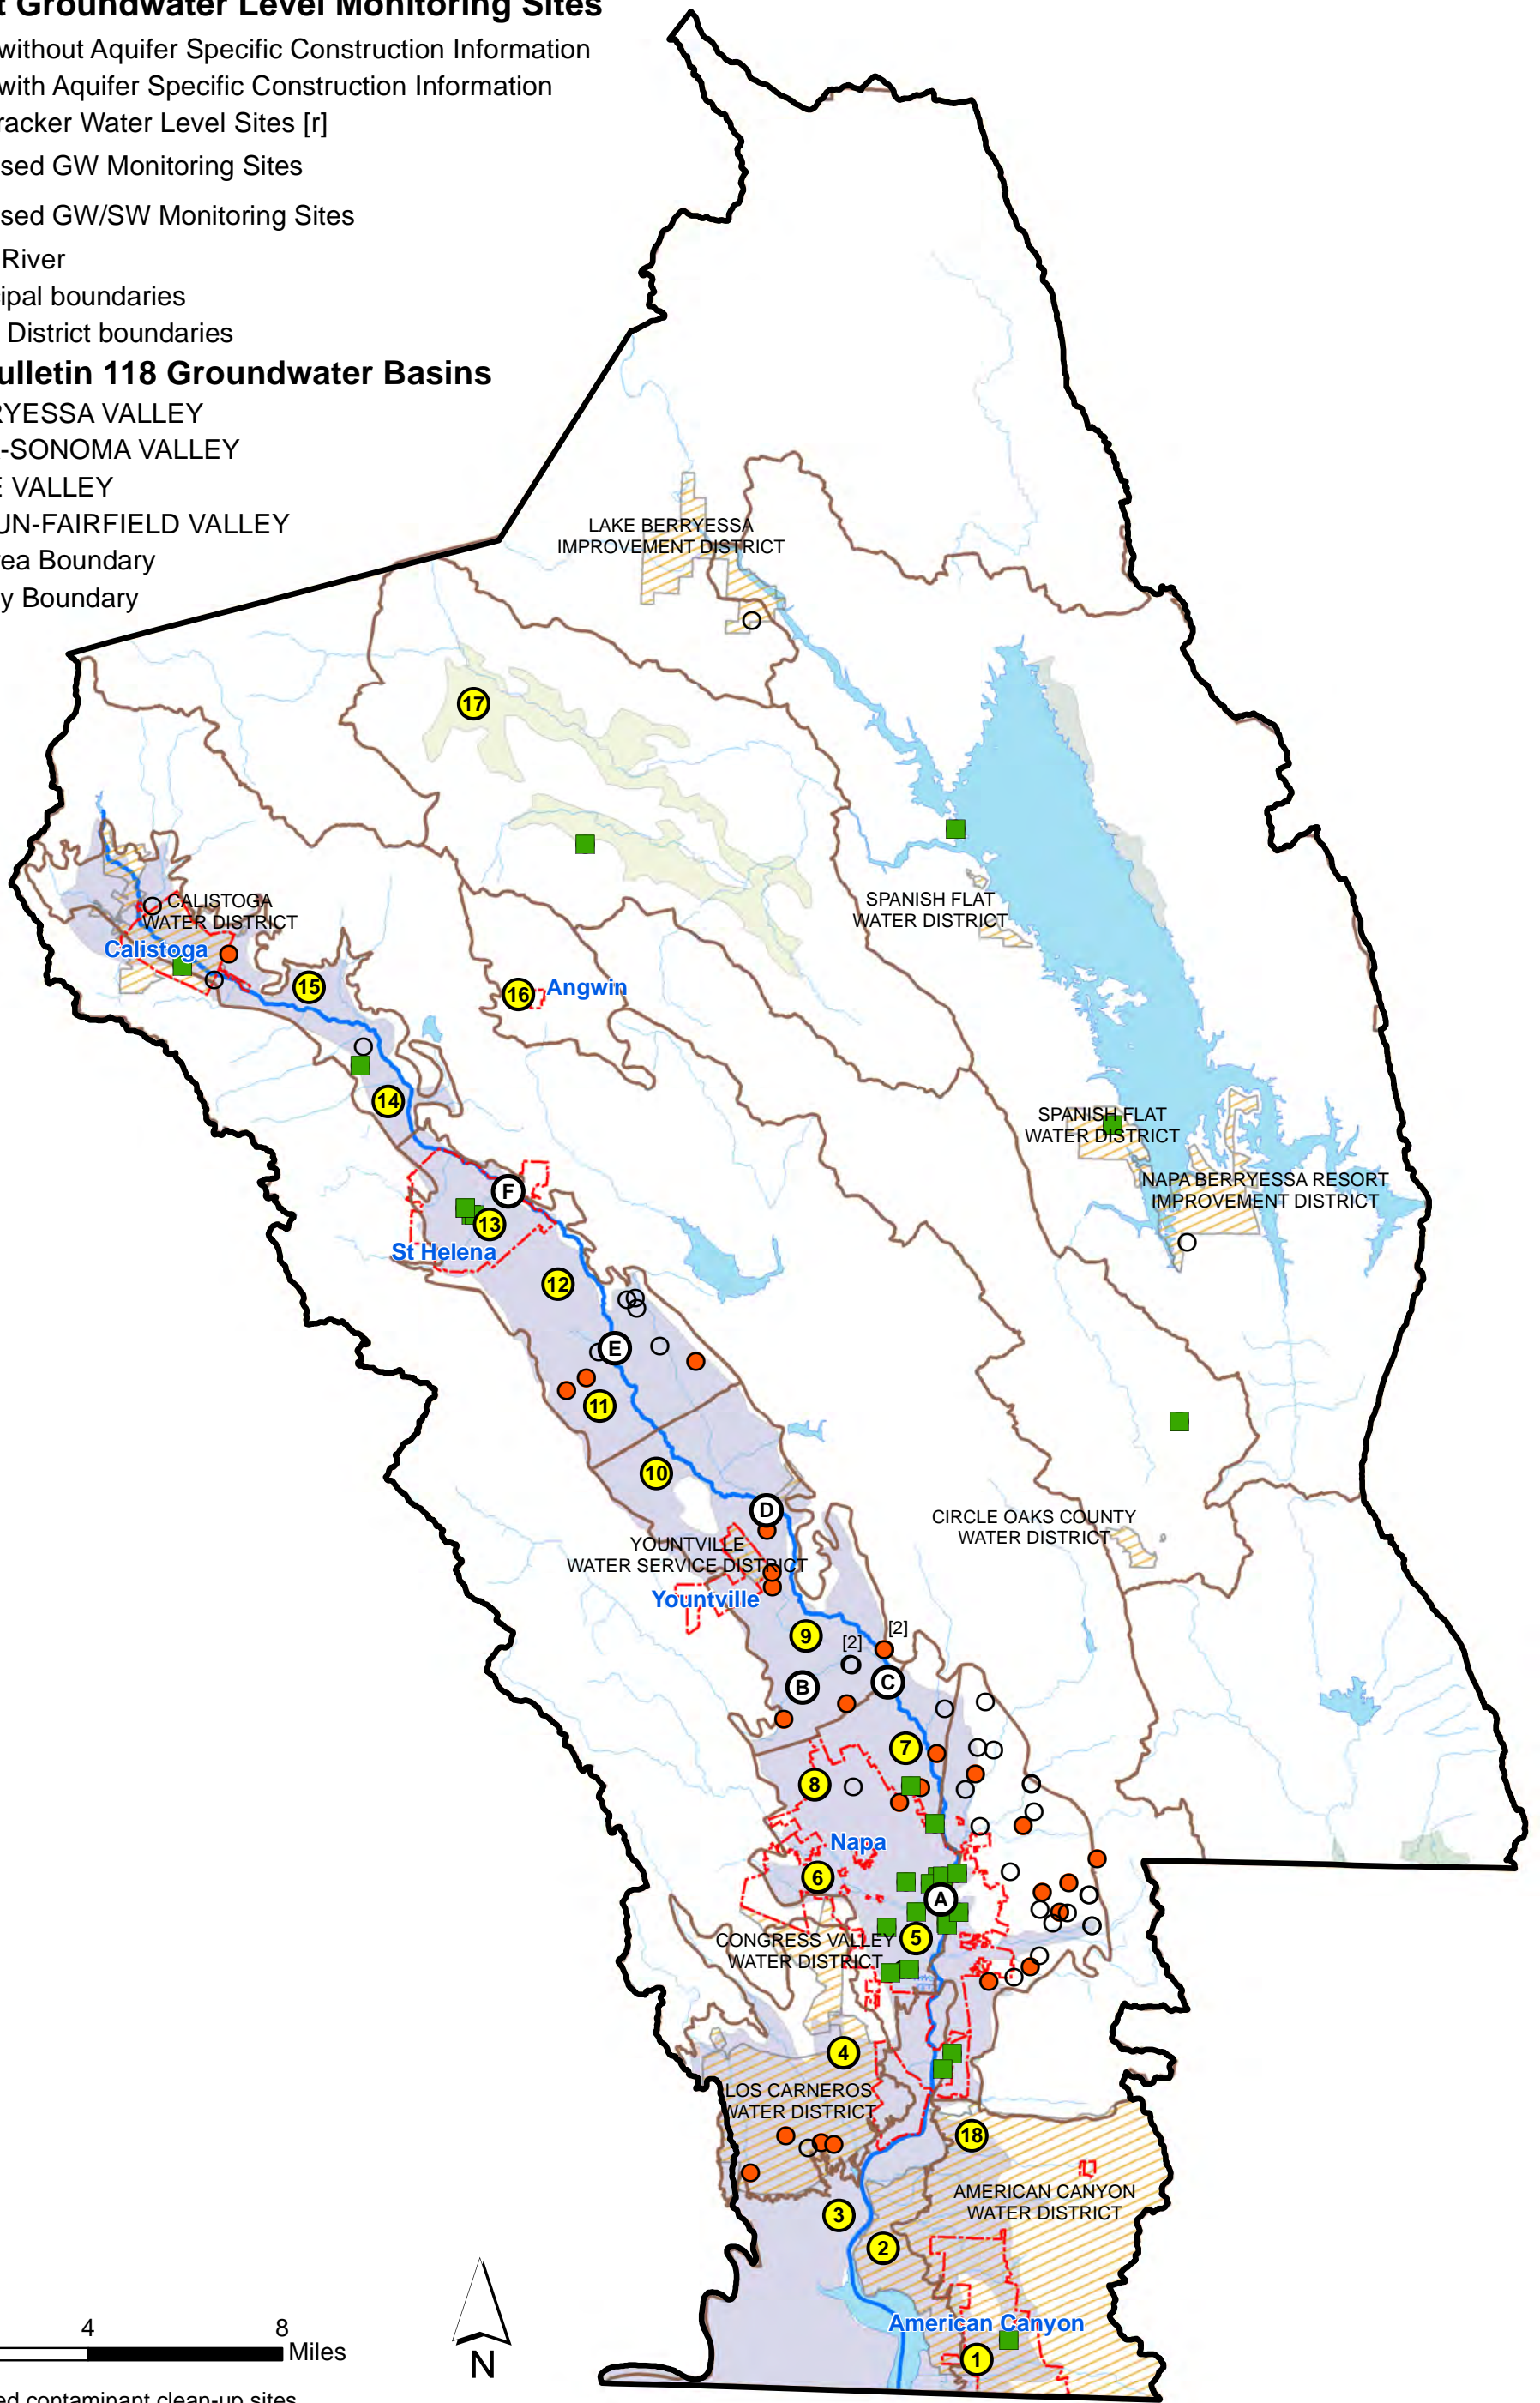 t Groundwater Level Monitoring Sites
without Aquifer Specific Construction Information
with Aquifer Specific Construction Information
racker Water Level Sites [r]
sed GW Monitoring Sites
sed GW/SW Monitoring Sites
River
ipal boundaries
District boundaries
ulletin 118 Groundwater Basins
RYESSA VALLEY
-SONOMA VALLEY
E VALLEY
UN-FAIRFIELD VALLEY
rea Boundary
y Boundary
LAKE BERRYESSA
IMPROVEMENT DISTRICT
17
SPANISH FLAT
WATER DISTRICT
CALISTOGA
WATER DISTRICT
Calistoga
15
16
Angwin
14
SPANISH FLAT
WATER DISTRICT
NAPA BERRYESSA RESORT
IMPROVEMENT DISTRICT
F
13
St Helena
12
E
11
10
D
CIRCLE OAKS COUNTY
WATER DISTRICT
YOUNTVILLE
WATER SERVICE DISTRICT
Yountville
9
[2]
[2]
B
C
7
8
Napa
6
A
5
CONGRESS VALLEY
WATER DISTRICT
4
LOS CARNEROS
WATER DISTRICT
18
AMERICAN CANYON
WATER DISTRICT
3
2
American Canyon
1
4
8
Miles
N
ed contaminant clean-up sites